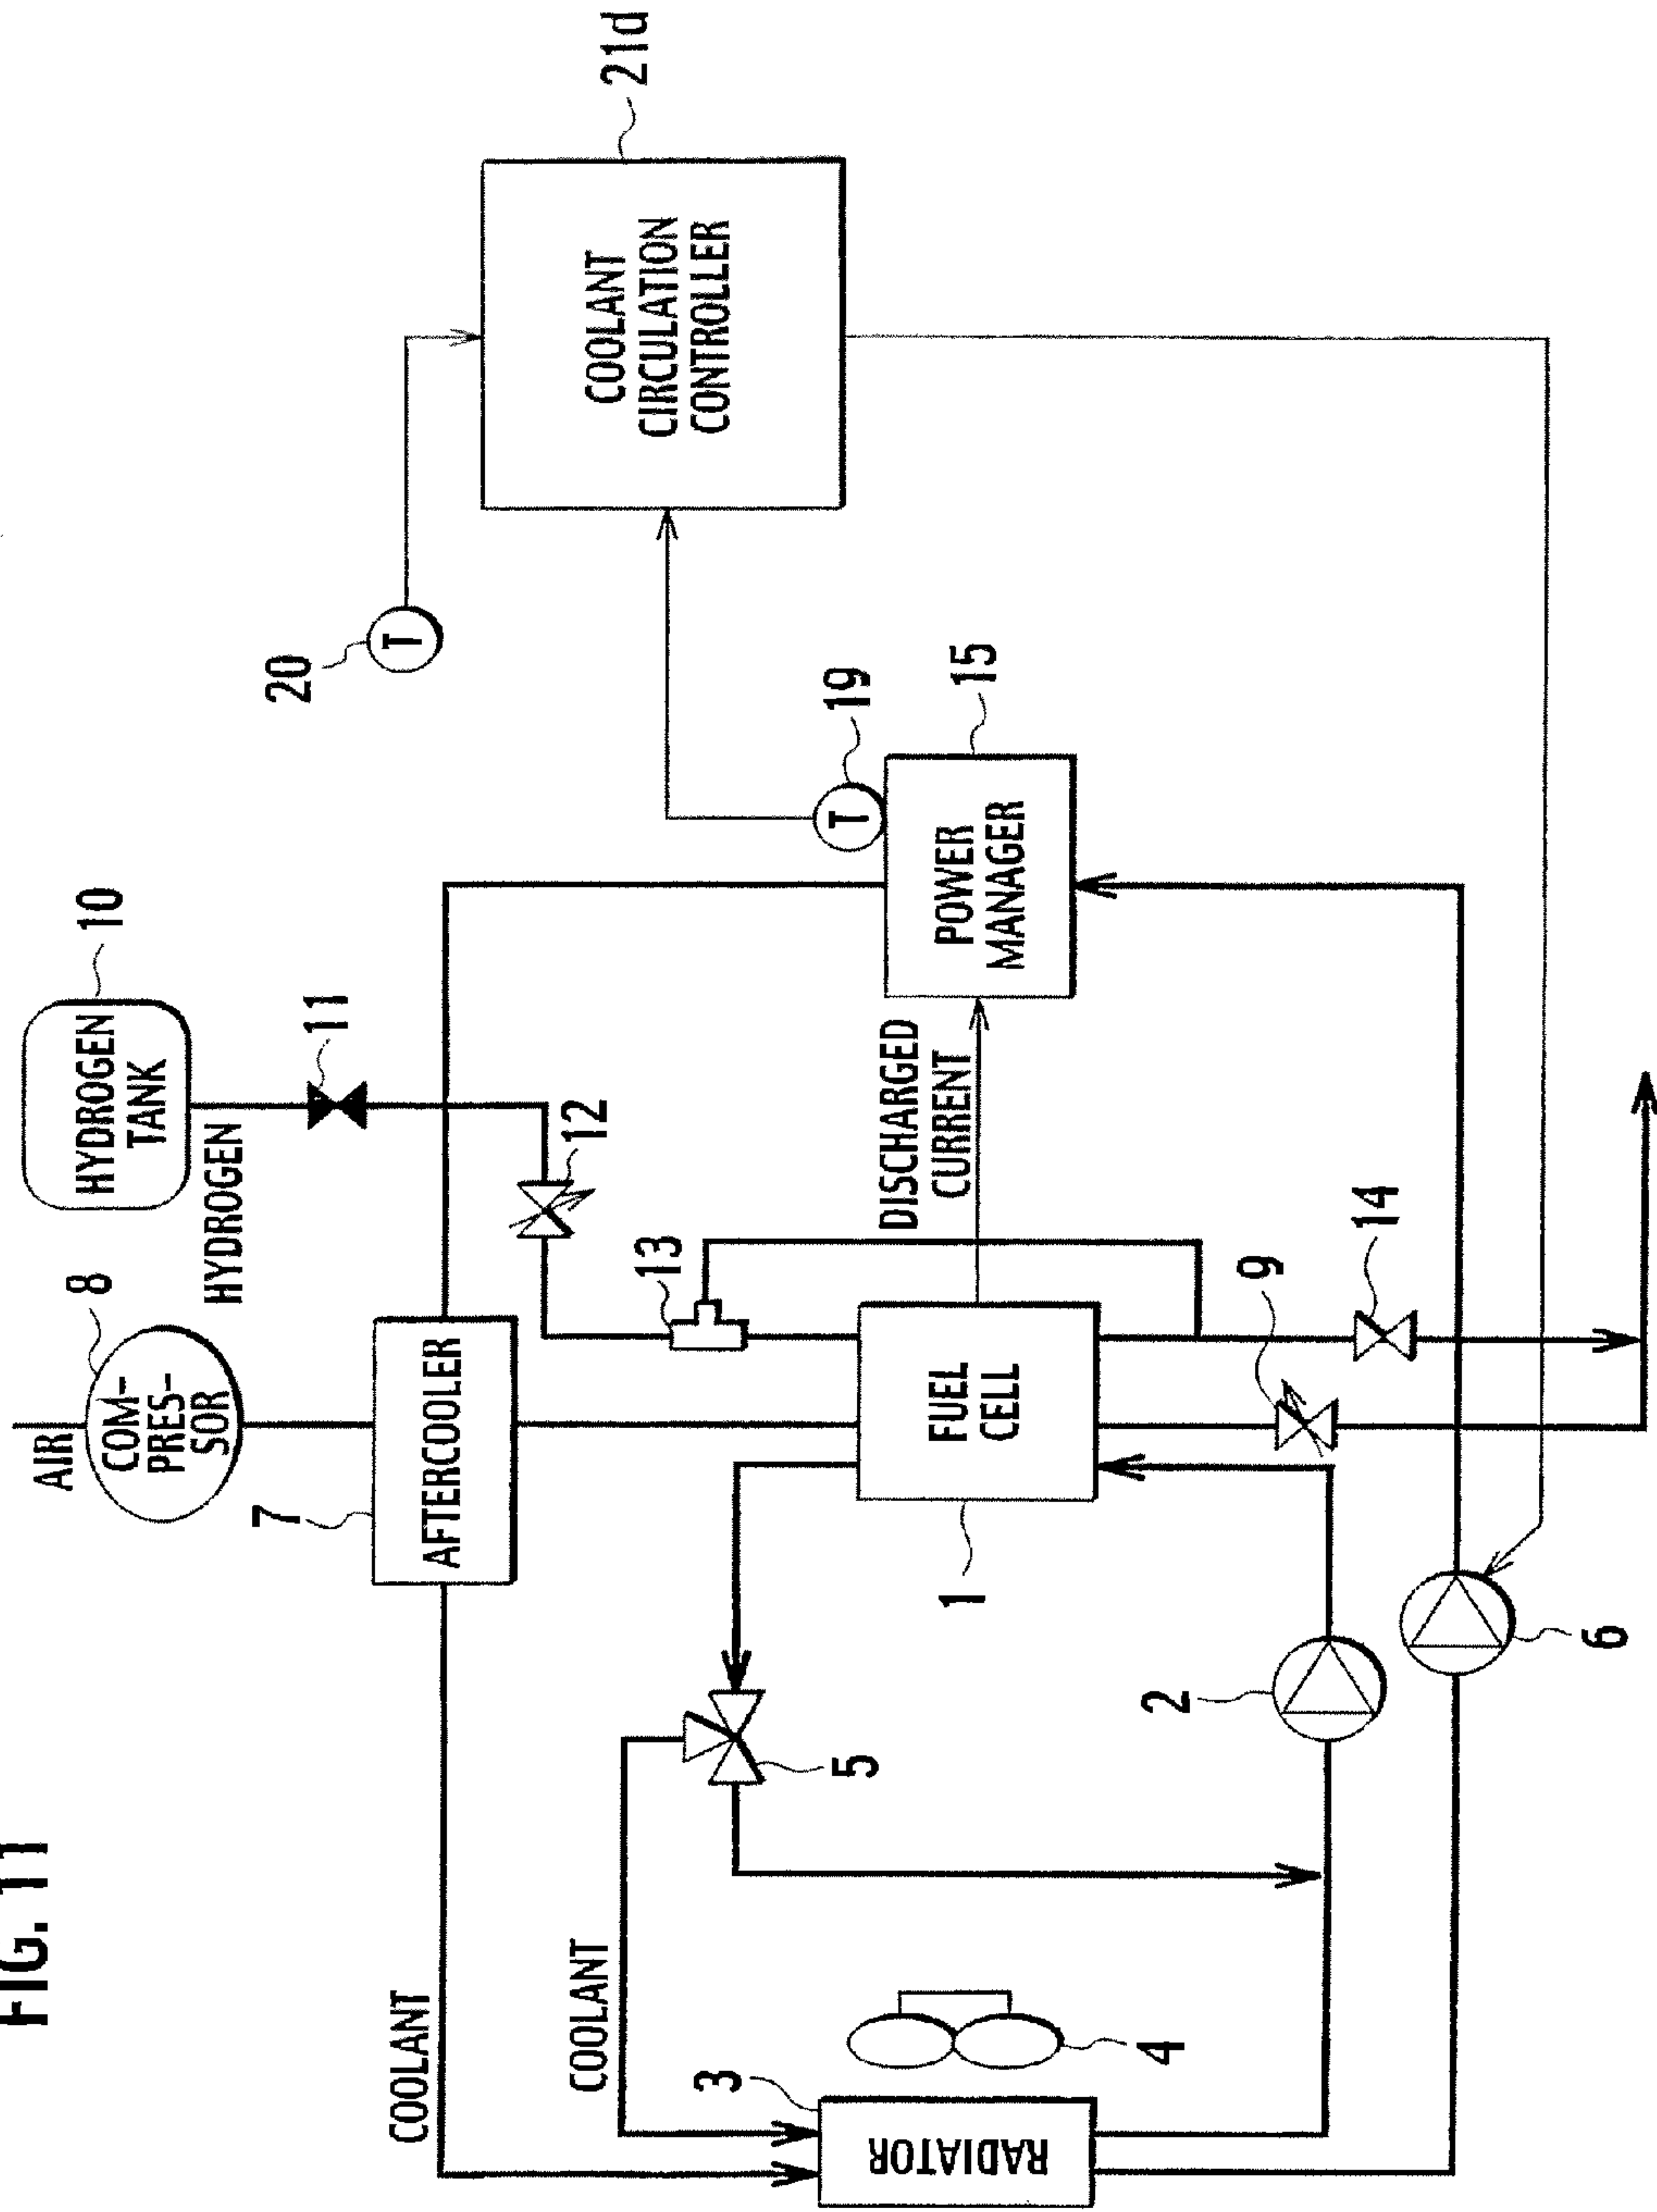 FIG. 11
AIR
8
COM-
PRES-
SOR
HYDROGEN
10
HYDROGEN
TANK
11
7
AFTERCOOLER
12
13
COOLANT
COOLANT
5
3
RADIATOR
4
2
6
1
FUEL
CELL
9
14
DISCHARGED
CURRENT
POWER
MANAGER
15
T
19
T
20
COOLANT
CIRCULATION
CONTROLLER
21d